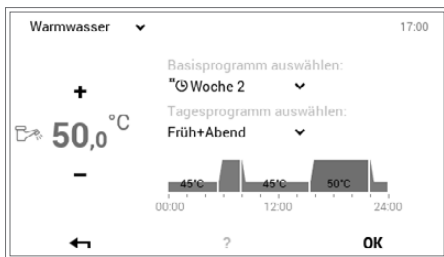 Warmwasser
17:00
Basisprogramm auswählen:
Woche 2
Tagesprogramm auswählen:
Früh+Abend
+
50,0°C
–
45°C 45°C 50°C
00:00 12:00 24:00
? OK